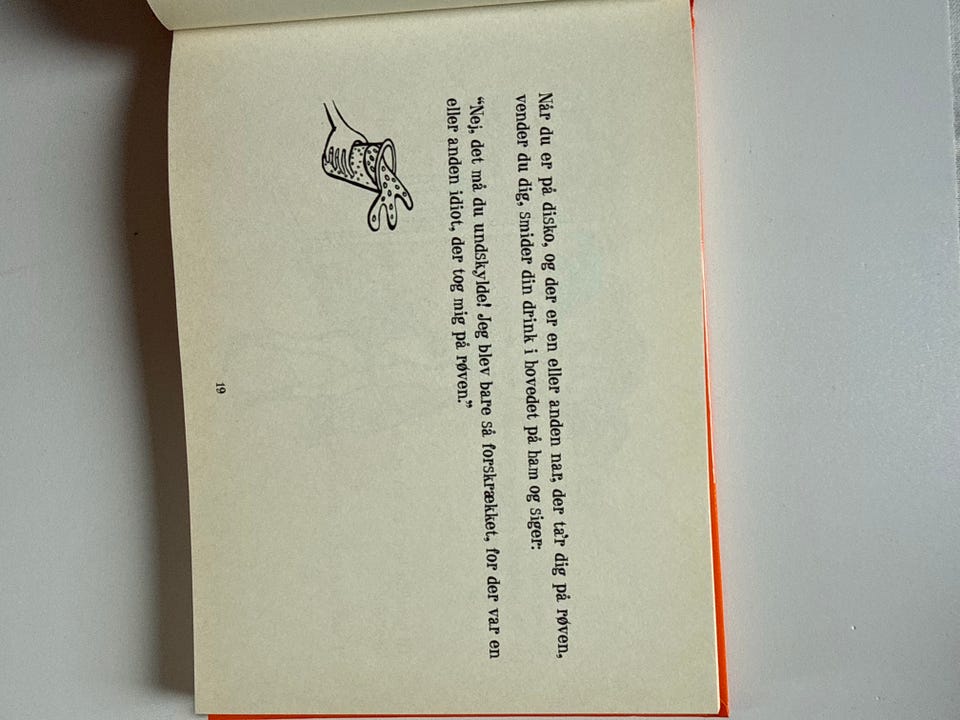 Når du er på disko, og der er en eller anden nar, der ta'r dig på røven,
vender du dig, smider din drink i hovedet på ham og siger:
“Nej, det må du undskylde! Jeg blev bare så forskrækket, for der var en
eller anden idiot, der tog mig på røven.”
19